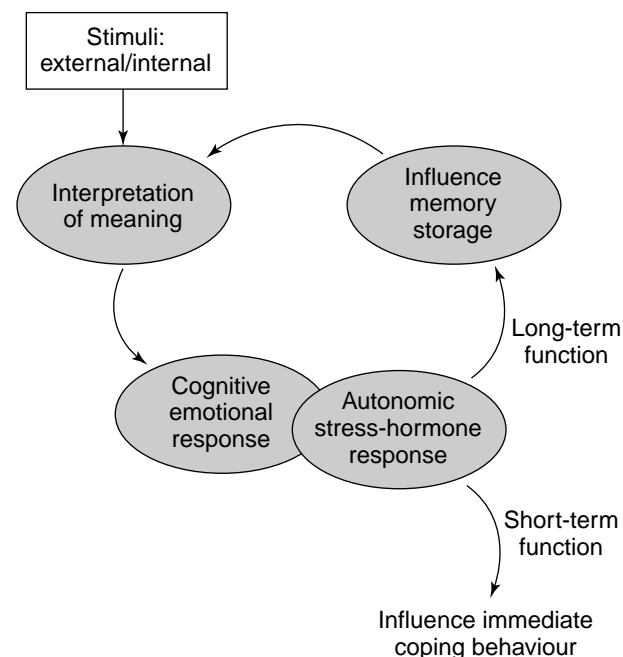 Stimuli:
external/internal
Interpretation
of meaning
Influence
memory
storage
Long-term
function
Cognitive
emotional
response
Autonomic
stress-hormone
response
Short-term
function
Influence immediate
coping behaviour